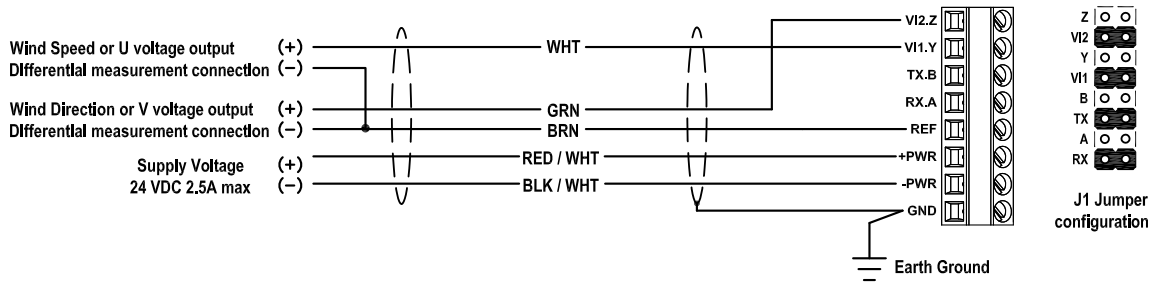 Wind Speed or U voltage output (+)
Differential measurement connection (−)
Wind Direction or V voltage output (+)
Differential measurement connection (−)
Supply Voltage (+)
24 VDC 2.5A max (−)
WHT
GRN
BRN
RED / WHT
BLK / WHT
VI2.Z
VI1.Y
TX.B
RX.A
REF
+PWR
-PWR
GND
Earth Ground
Z
VI2
Y
VI1
B
TX
A
RX
J1 Jumper
configuration